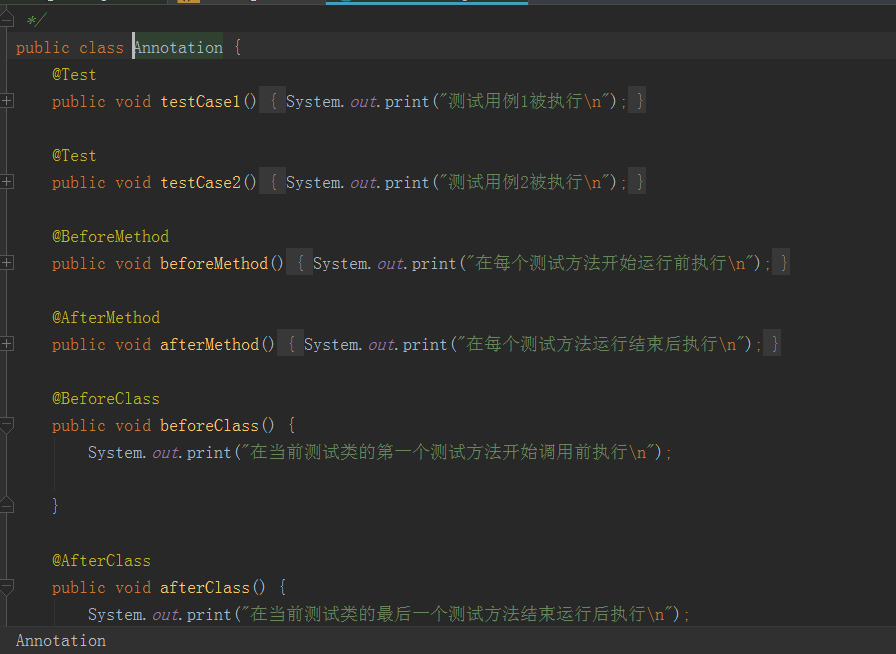 */
public class Annotation {
@Test
public void testCase1() { System.out.print("测试用例1被执行\n"); }
@Test
public void testCase2() { System.out.print("测试用例2被执行\n"); }
@BeforeMethod
public void beforeMethod() { System.out.print("在每个测试方法开始运行前执行\n"); }
@AfterMethod
public void afterMethod() { System.out.print("在每个测试方法运行结束后执行\n"); }
@BeforeClass
public void beforeClass() {
System.out.print("在当前测试类的第一个测试方法开始调用前执行\n");
}
@AfterClass
public void afterClass() {
System.out.print("在当前测试类的最后一个测试方法结束运行后执行\n");
Annotation